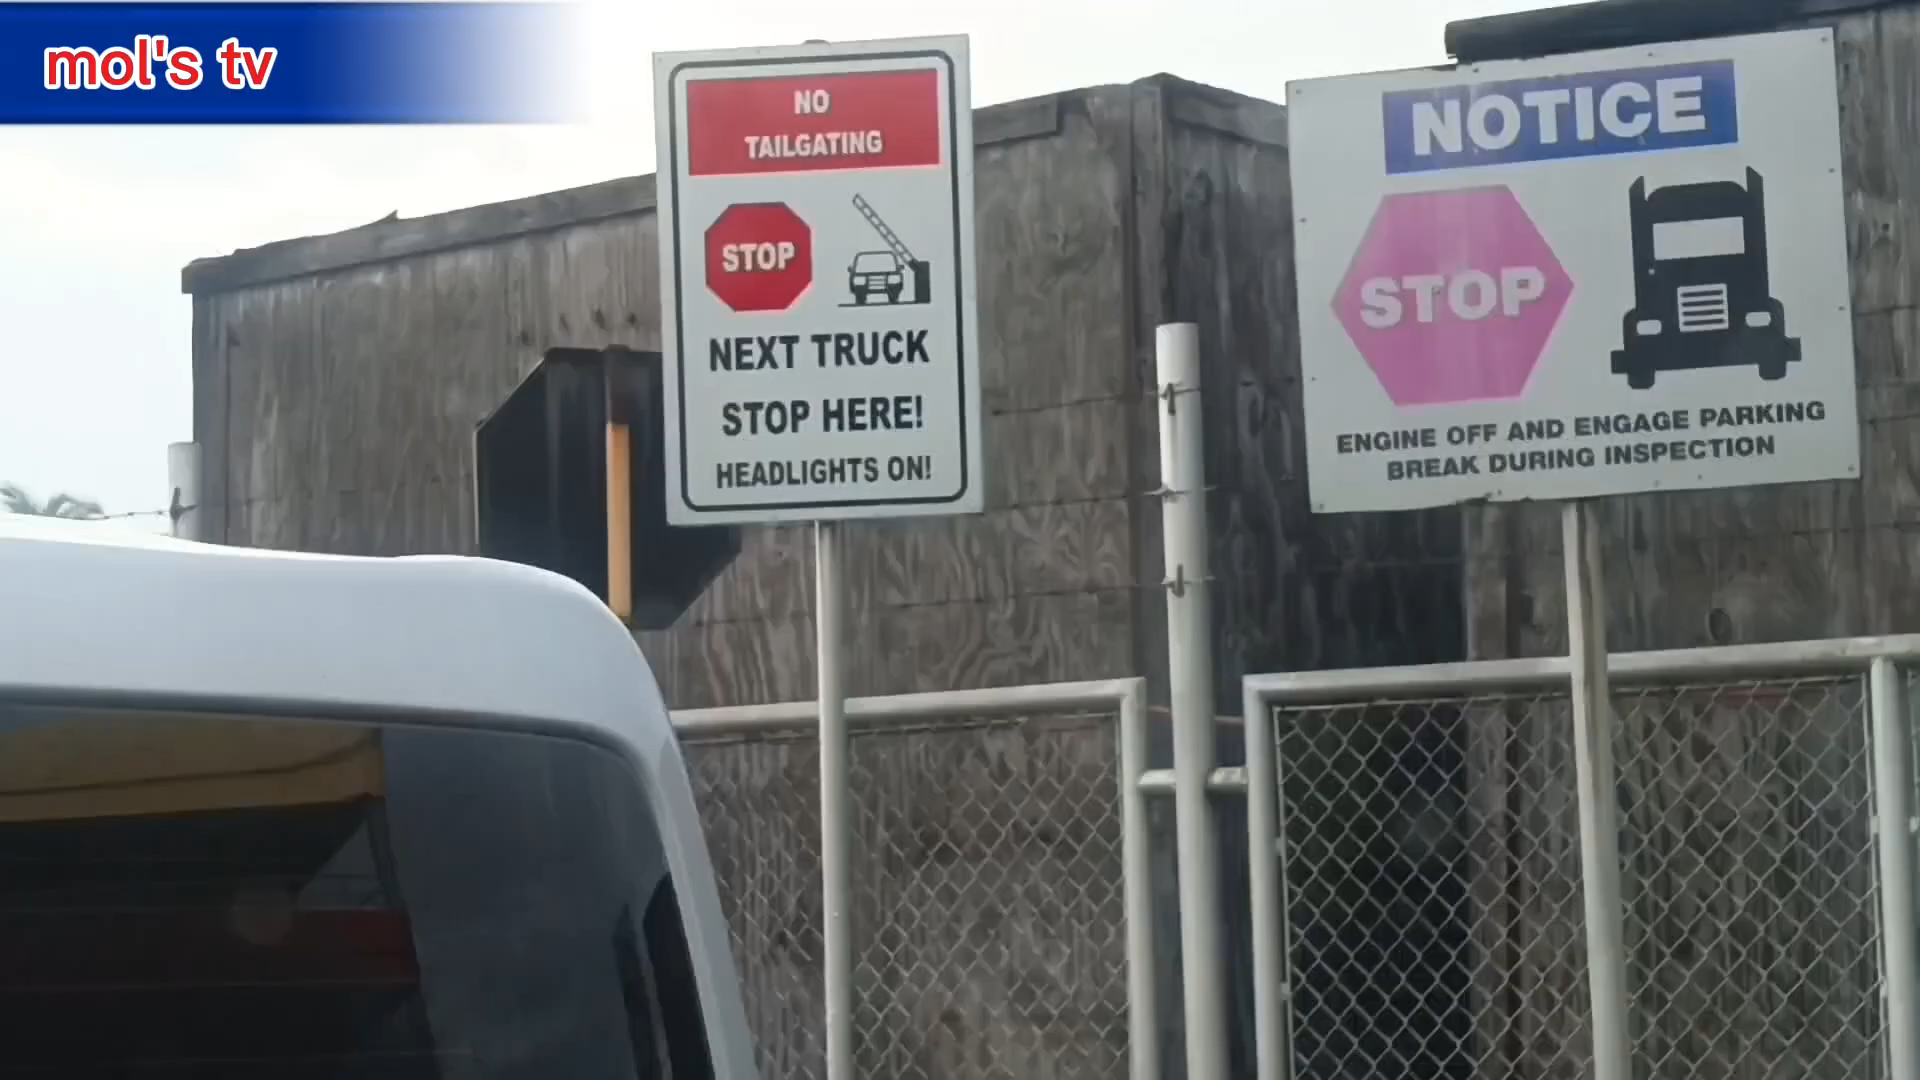 mol's tv
NO
TAILGATING
STOP
NEXT TRUCK
STOP HERE!
HEADLIGHTS ON!
NOTICE
STOP
ENGINE OFF AND ENGAGE PARKING
BREAK DURING INSPECTION